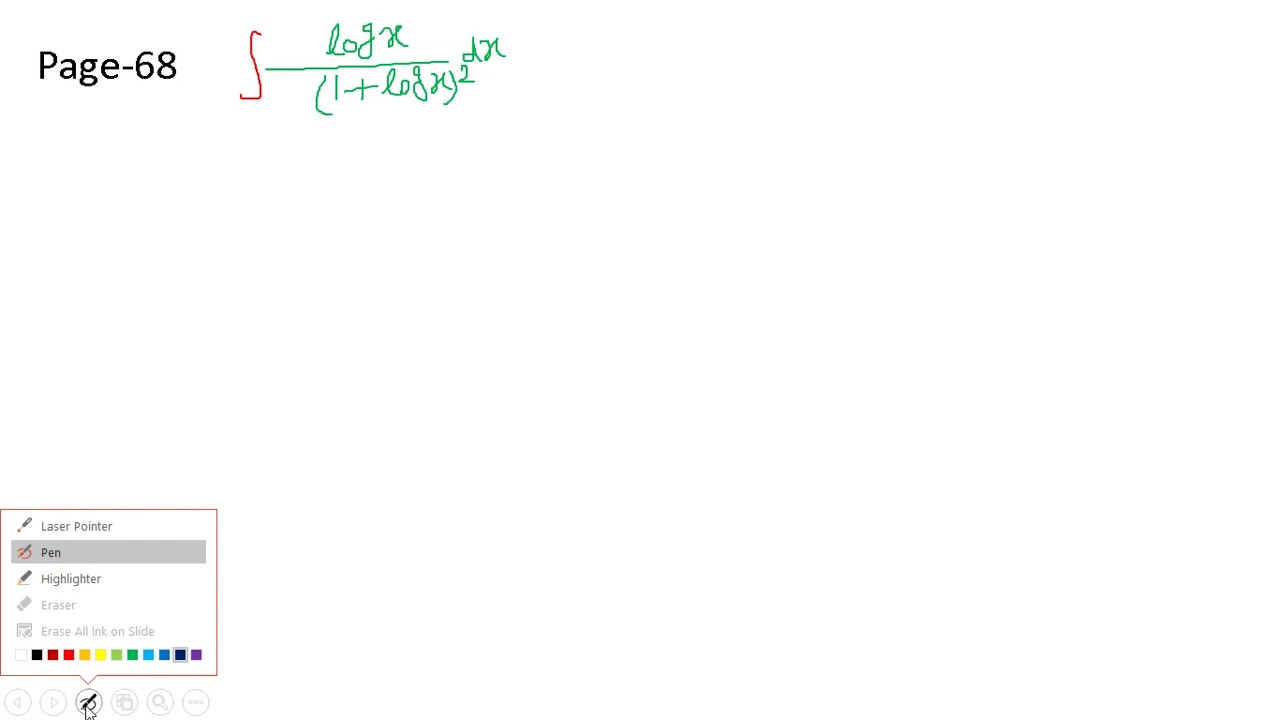 Page-68
∫ log x / (1+log x)^2 dx
Laser Pointer
Pen
Highlighter
Eraser
Erase All Ink on Slide